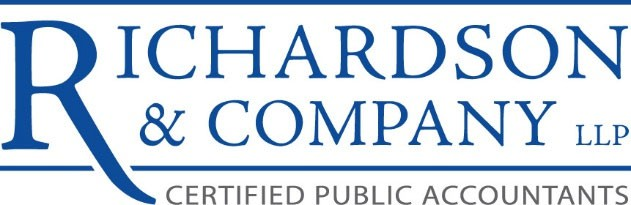 RICHARDSON
& COMPANY LLP
CERTIFIED PUBLIC ACCOUNTANTS